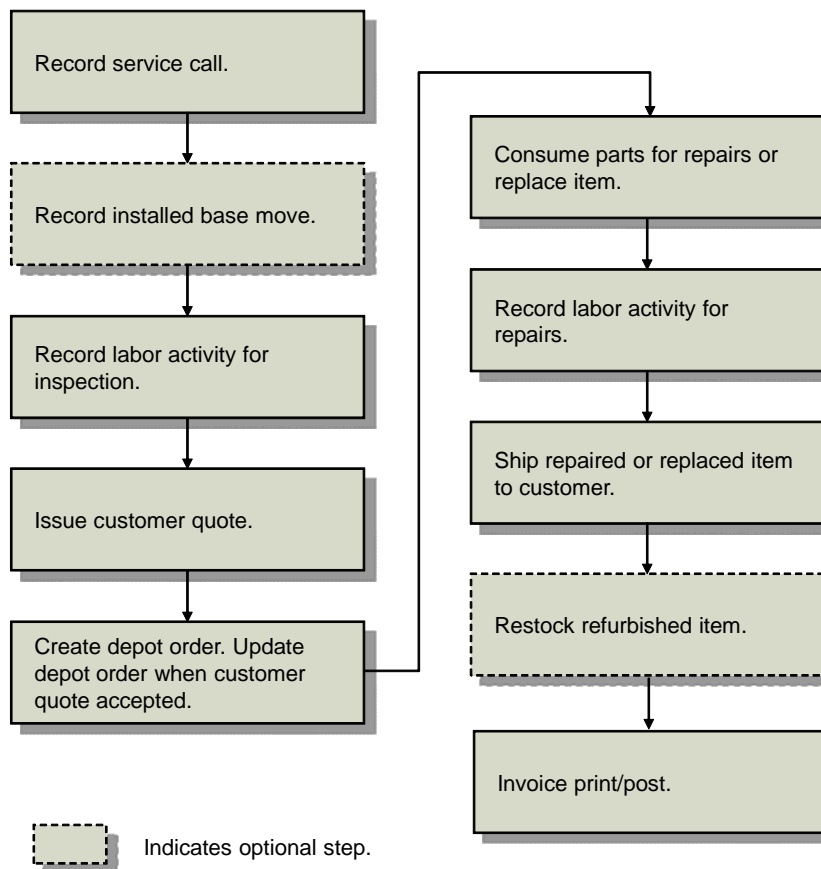 Record service call.
Record installed base move.
Record labor activity for
inspection.
Issue customer quote.
Create depot order. Update
depot order when customer
quote accepted.
Consume parts for repairs or
replace item.
Record labor activity for
repairs.
Ship repaired or replaced item
to customer.
Restock refurbished item.
Invoice print/post.
Indicates optional step.